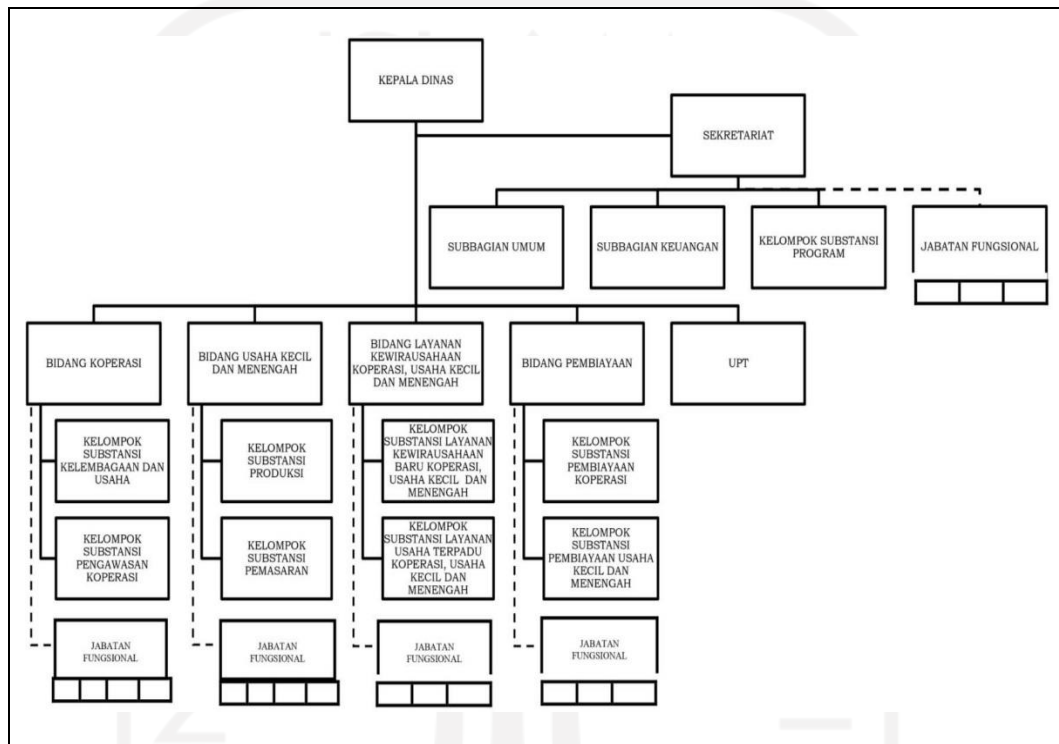 KEPALA DINAS
SEKRETARIAT
SUBBAGIAN UMUM
SUBBAGIAN KEUANGAN
KELOMPOK SUBSTANSI
PROGRAM
JABATAN FUNGSIONAL
BIDANG KOPERASI
BIDANG USAHA KECIL
DAN MENENGAH
BIDANG LAYANAN
KEWIRAUSAHAAN
KOPERASI, USAHA KECIL
DAN MENENGAH
BIDANG PEMBIAYAAN
UPT
KELOMPOK
SUBSTANSI
KELEMBAGAAN DAN
USAHA
KELOMPOK
SUBSTANSI
PRODUKSI
KELOMPOK
SUBSTANSI LAYANAN
KEWIRAUSAHAAN
BARU KOPERASI,
USAHA KECIL DAN
MENENGAH
KELOMPOK
SUBSTANSI
PEMBIAYAAN
KOPERASI
KELOMPOK
SUBSTANSI
PENGAWASAN
KOPERASI
KELOMPOK
SUBSTANSI
PEMASARAN
KELOMPOK
SUBSTANSI LAYANAN
USAHA TERPADU
KOPERASI, USAHA
KECIL DAN
MENENGAH
KELOMPOK
SUBSTANSI
PEMBIAYAAN USAHA
KECIL DAN
MENENGAH
JABATAN
FUNGSIONAL
JABATAN
FUNGSIONAL
JABATAN
FUNGSIONAL
JABATAN
FUNGSIONAL